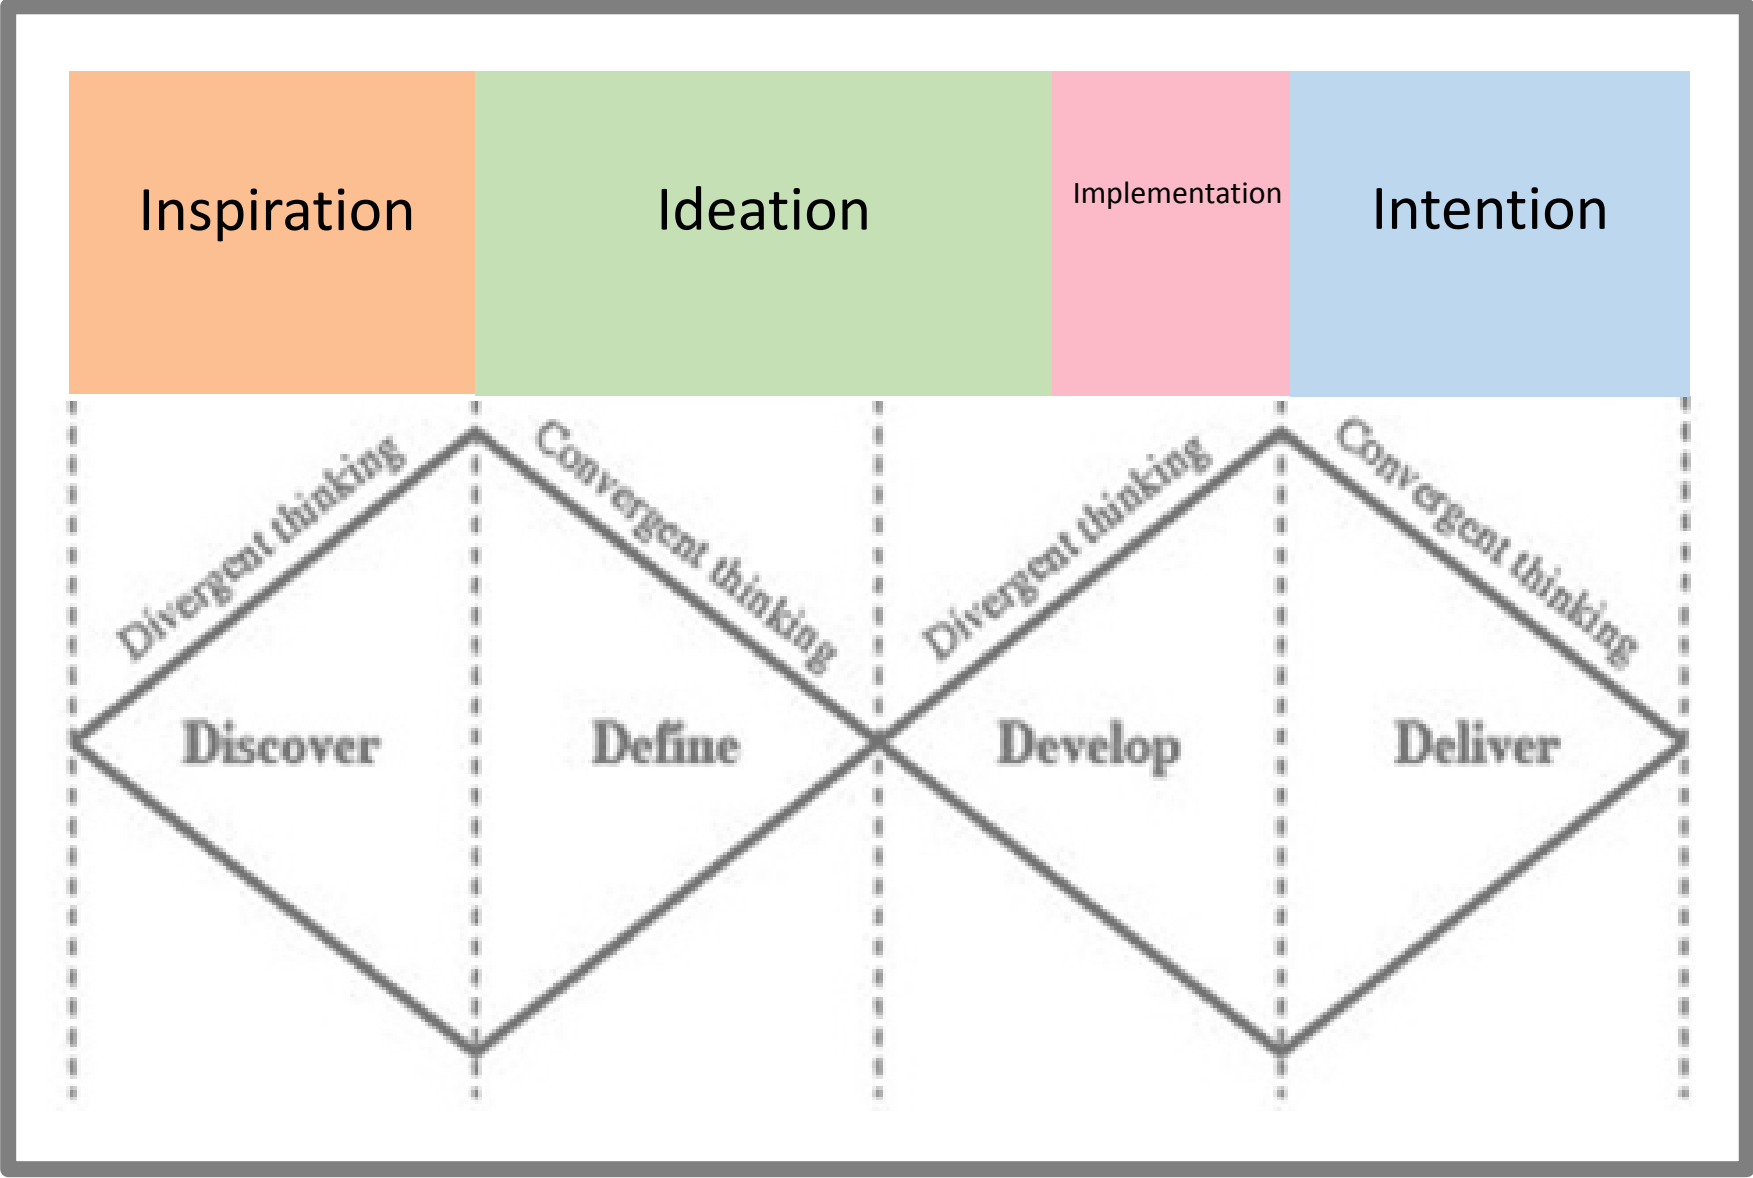 Inspiration
Ideation
Implementation
Intention
Divergent thinking
Convergent thinking
Divergent thinking
Convergent thinking
Discover
Define
Develop
Deliver